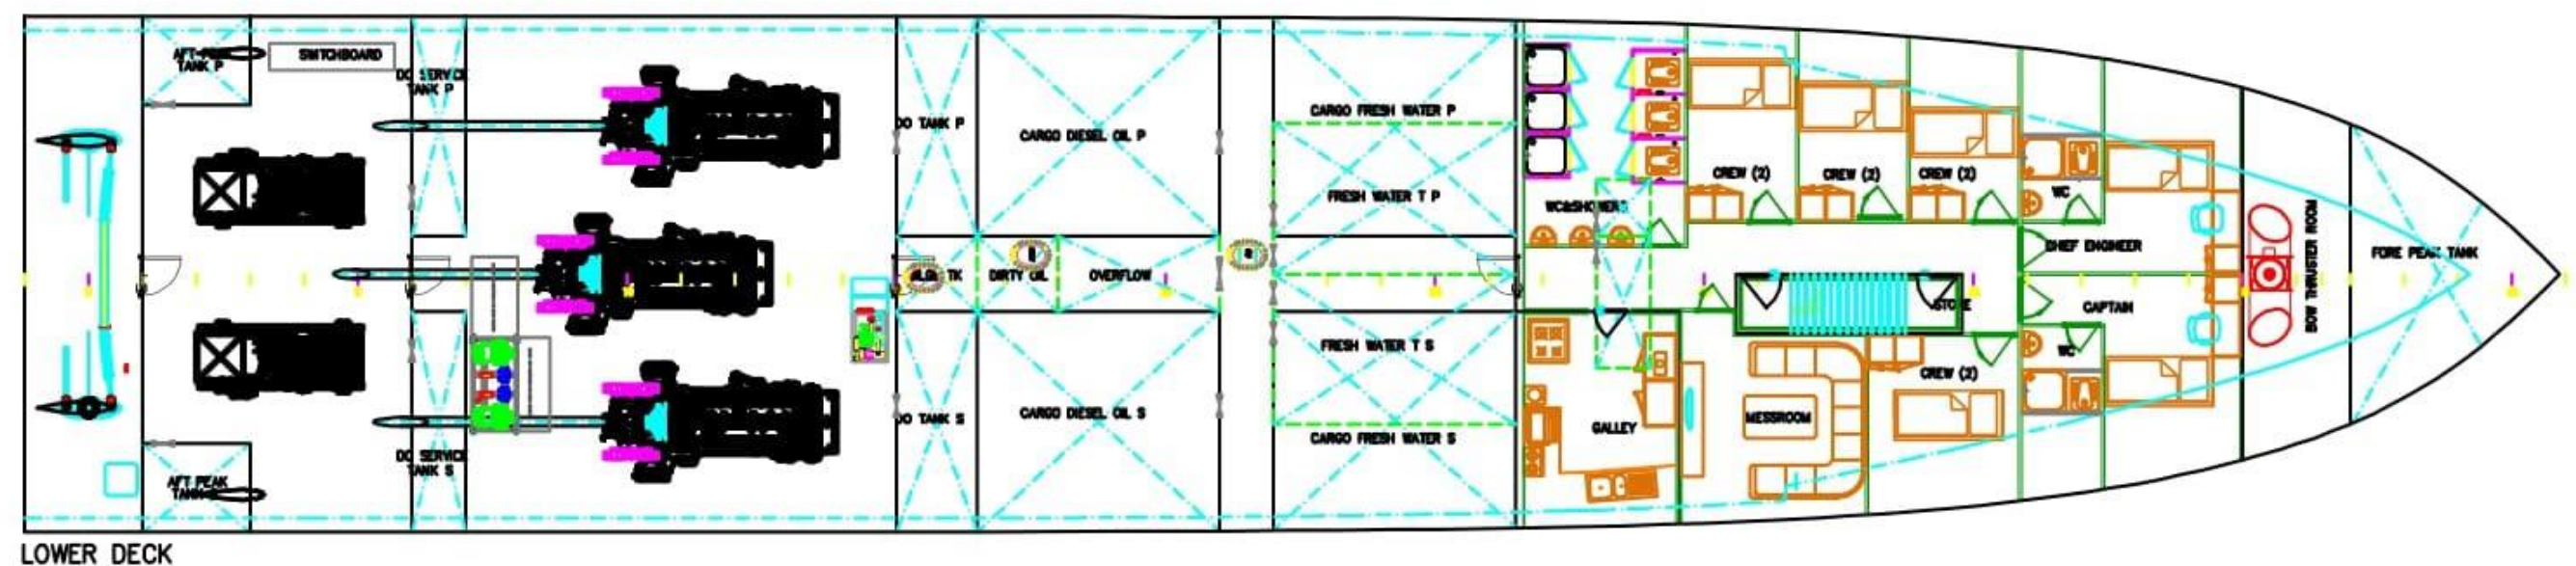 AFT PEAK
TANK P
SWITCHBOARD
DO SERVICE
TANK P
DO TANK P
CARGO DIESEL OIL P
CARGO FRESH WATER P
FRESH WATER T P
WC&SHOWERS
CREW (2)
CREW (2)
CREW (2)
WC
CHIEF ENGINEER
BOW THRUSTER ROOM
FORE PEAK TANK
TK
DIRTY OIL
OVERFLOW
STORE
CAPTAIN
FRESH WATER T S
WC
CREW (2)
DO TANK S
CARGO DIESEL OIL S
CARGO FRESH WATER S
GALLEY
MESSROOM
DO SERVICE
TANK S
AFT PEAK
TANK
LOWER DECK